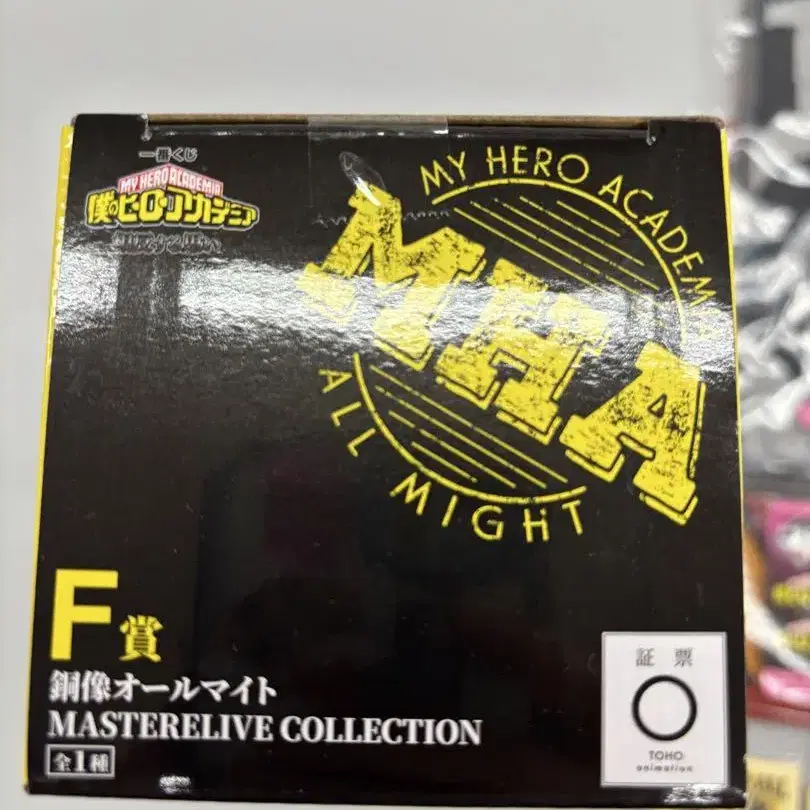 一番くじ
MY HERO ACADEMIA
僕のヒーローアカデミア
MY HERO ACADEM
MHA
ALL MIGHT
F賞
銅像オールマイト
MASTERELIVE COLLECTION
全1種
証票
TOHO
animation